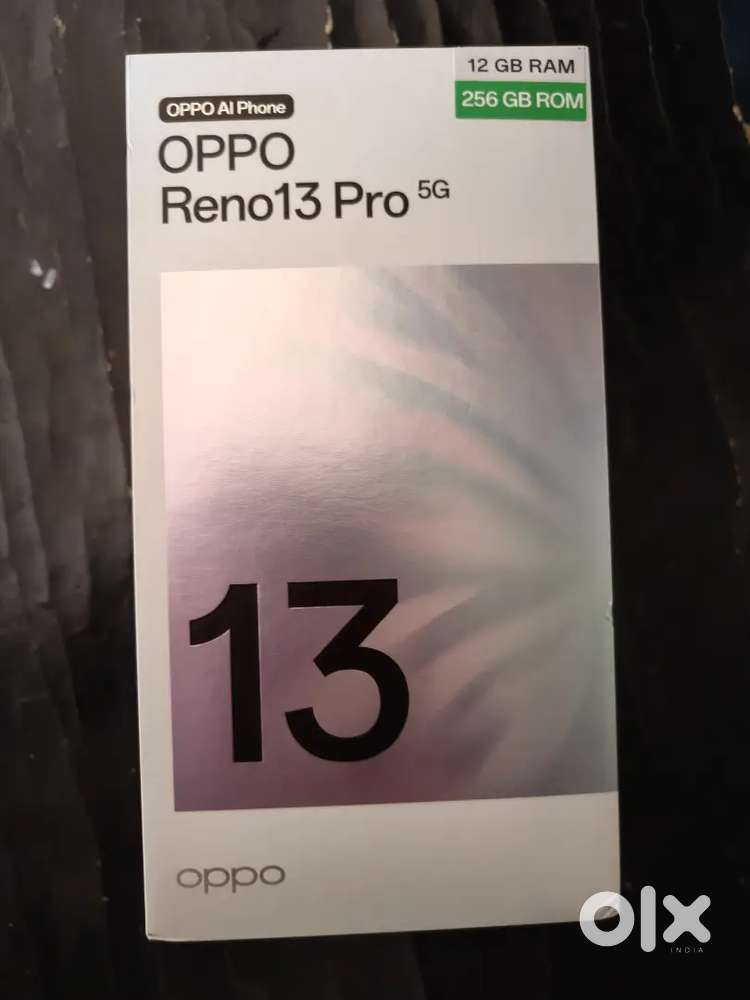 12 GB RAM
256 GB ROM
OPPO AI Phone
OPPO
Reno13 Pro 5G
13
oppo
olx
INDIA